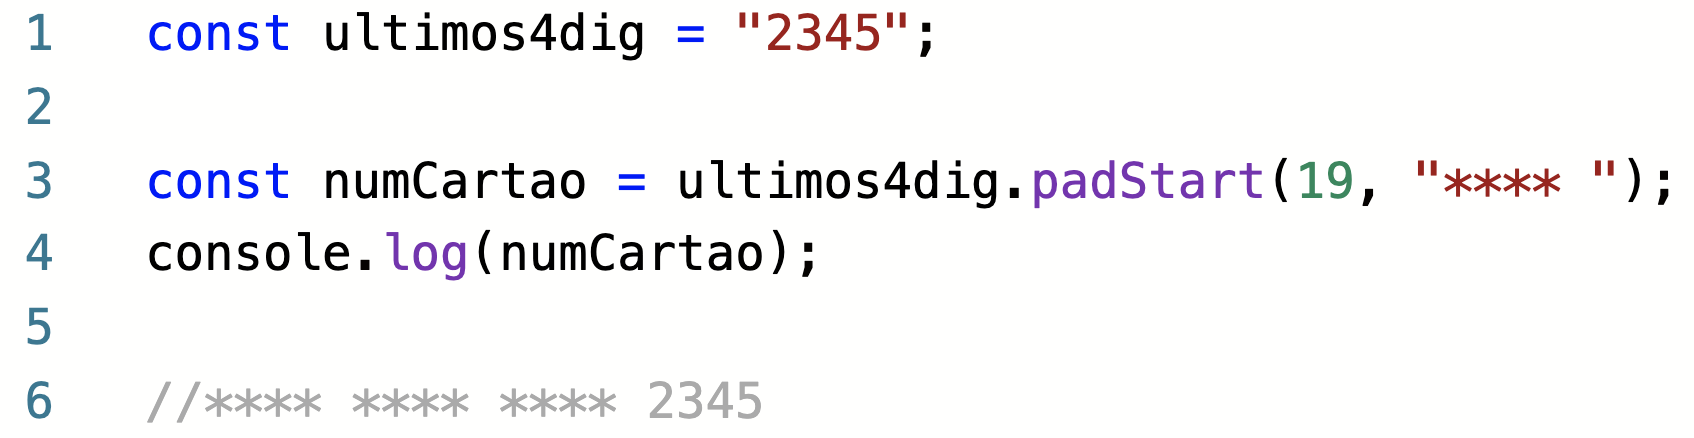 1 const ultimos4dig = "2345";
2
3 const numCartao = ultimos4dig.padStart(19, "**** ");
4 console.log(numCartao);
5
6 //**** **** **** 2345